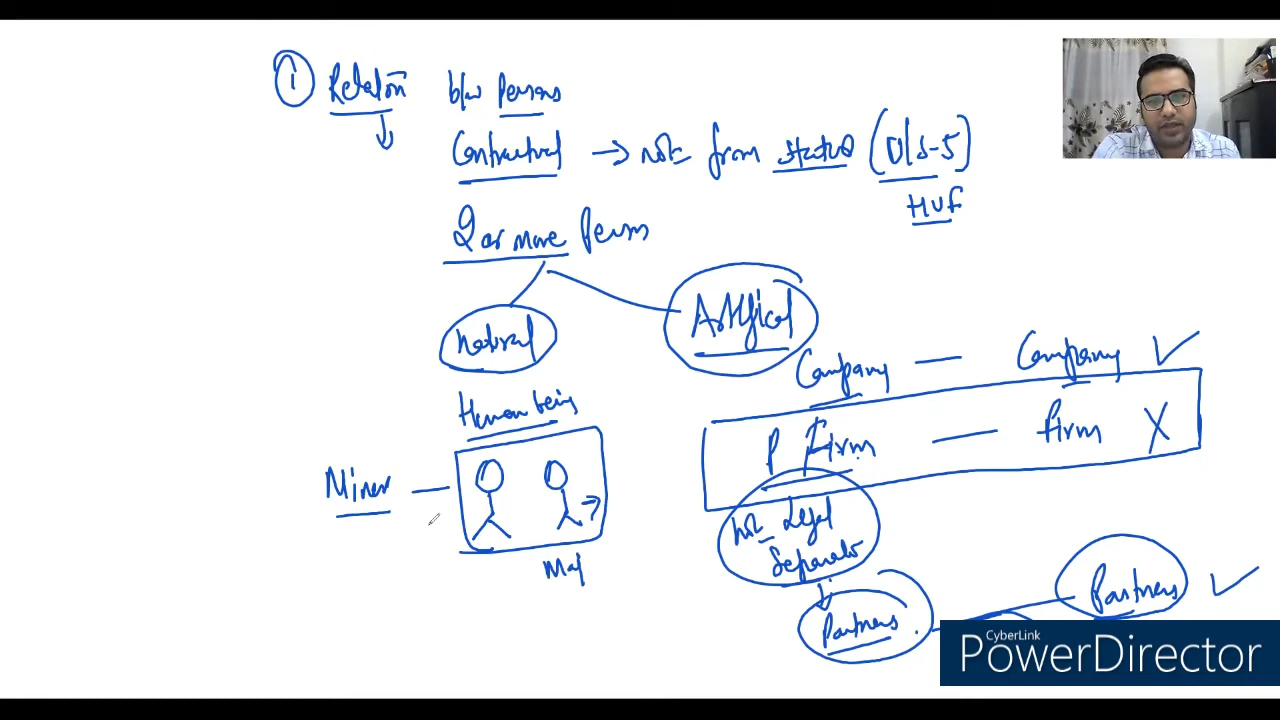 ① Relation b/w Persons
Contractual → not from status (U/S-5)
HUF
2 or more Persons
Natural
Artificial
Company — Company ✓
Human being
P Firm — firm X
Minor —
not Legal
Separate
Maj
Partners
Partners ✓
CyberLink
PowerDirector